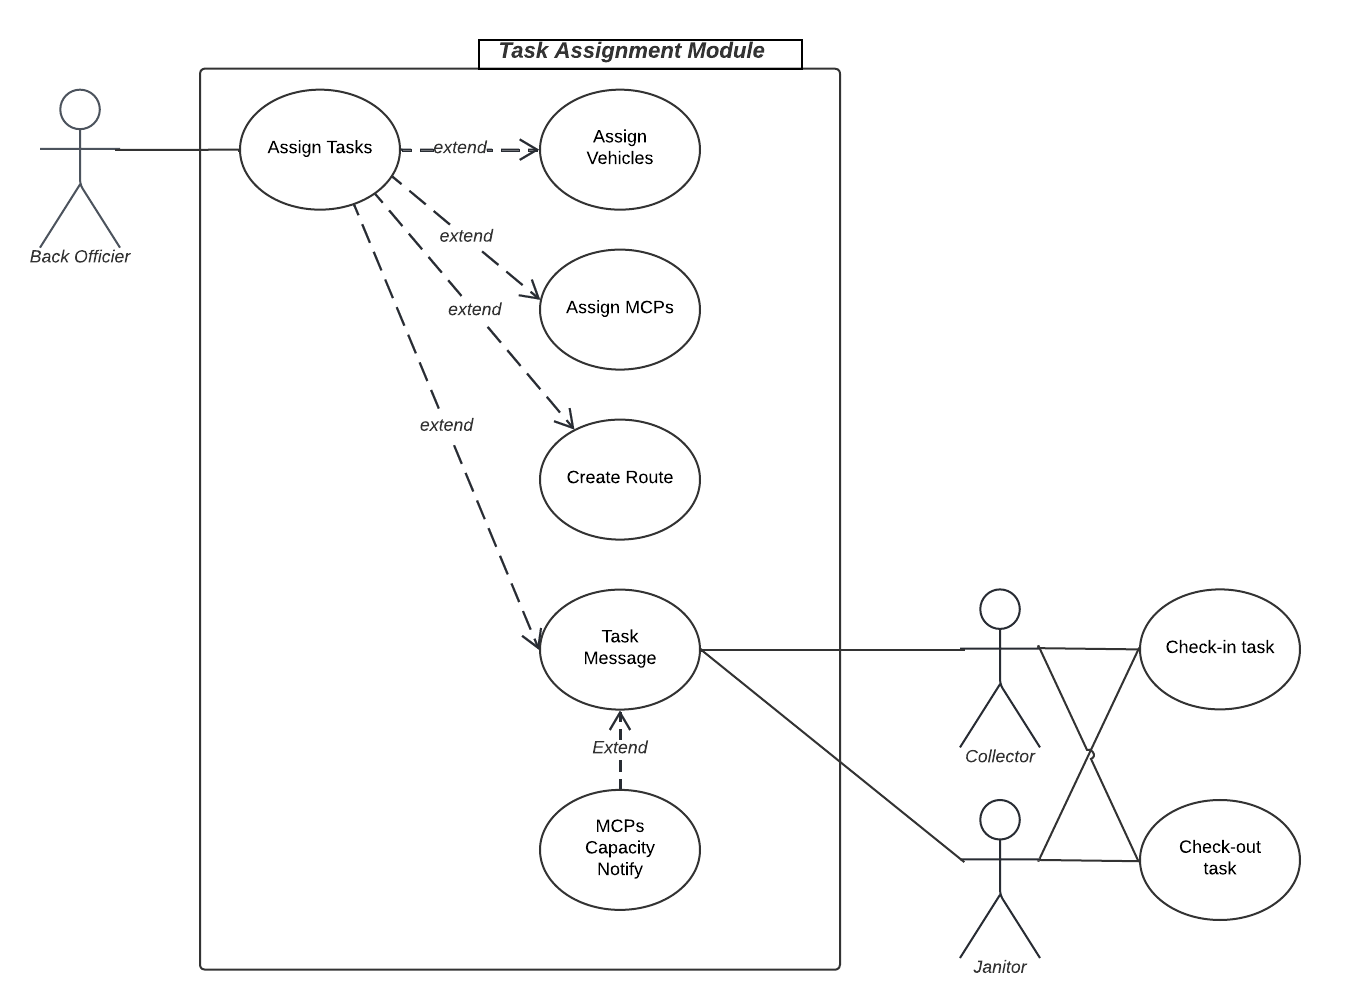 Task Assignment Module
Back Officier
Assign Tasks
extend
Assign
Vehicles
extend
Assign MCPs
extend
Create Route
extend
Task
Message
Extend
MCPs
Capacity
Notify
Collector
Check-in task
Janitor
Check-out
task